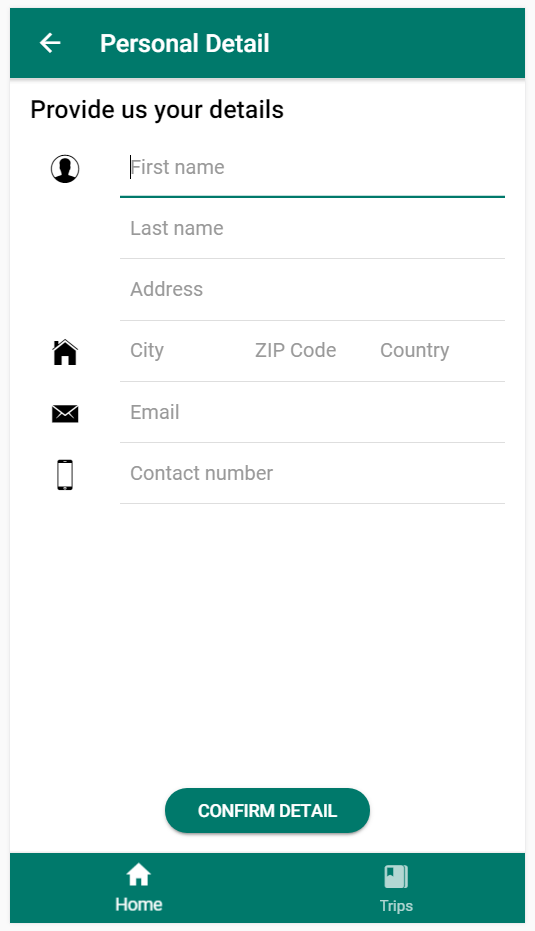 Personal Detail
Provide us your details
First name
Last name
Address
City ZIP Code Country
Email
Contact number
CONFIRM DETAIL
Home Trips